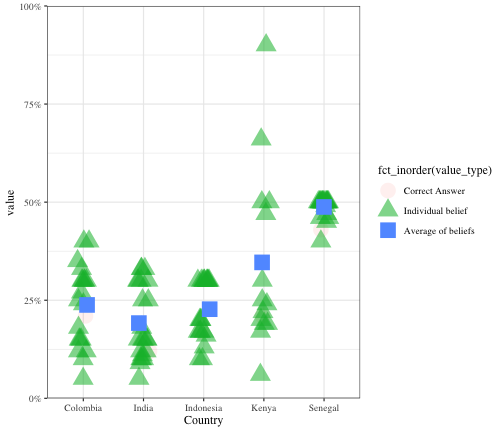 100%
75%
50%
25%
0%
value
Colombia India Indonesia Kenya Senegal
Country
fct_inorder(value_type)
Correct Answer
Individual belief
Average of beliefs